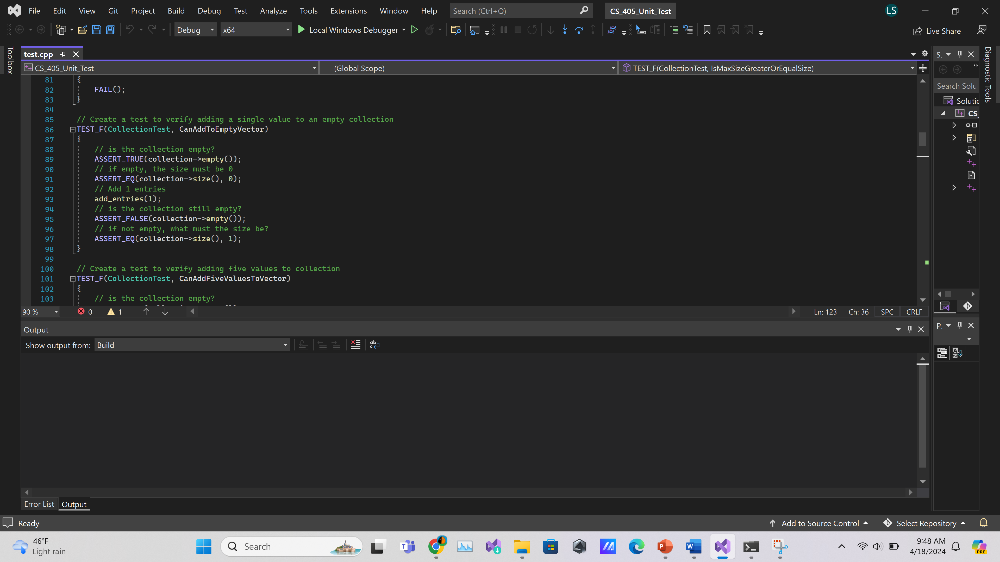 File Edit View Git Project Build Debug Test Analyze Tools Extensions Window Help Search (Ctrl+Q) CS_405_Unit_Test LS
Debug x64 Local Windows Debugger Live Share
Toolbox
test.cpp
S.
Diagnostic Tools
CS_405_Unit_Test (Global Scope) TEST_F(CollectionTest, IsMaxSizeGreaterOrEqualSize)
Search Solu
Solutic
CS_
81 {
82 FAIL();
83 }
84
85 // Create a test to verify adding a single value to an empty collection
86 TEST_F(CollectionTest, CanAddToEmptyVector)
87 {
88 // is the collection empty?
89 ASSERT_TRUE(collection->empty());
90 // if empty, the size must be 0
91 ASSERT_EQ(collection->size(), 0);
92 // Add 1 entries
93 add_entries(1);
94 // is the collection still empty?
95 ASSERT_FALSE(collection->empty());
96 // if not empty, what must the size be?
97 ASSERT_EQ(collection->size(), 1);
98 }
99
100 // Create a test to verify adding five values to collection
101 TEST_F(CollectionTest, CanAddFiveValuesToVector)
102 {
103 // is the collection empty?
90 % 0 1 Ln: 123 Ch: 36 SPC CRLF
Output
P.
Show output from: Build
Error List Output
Ready Add to Source Control Select Repository
46°F
Light rain
Search
9:48 AM
4/18/2024
PRE